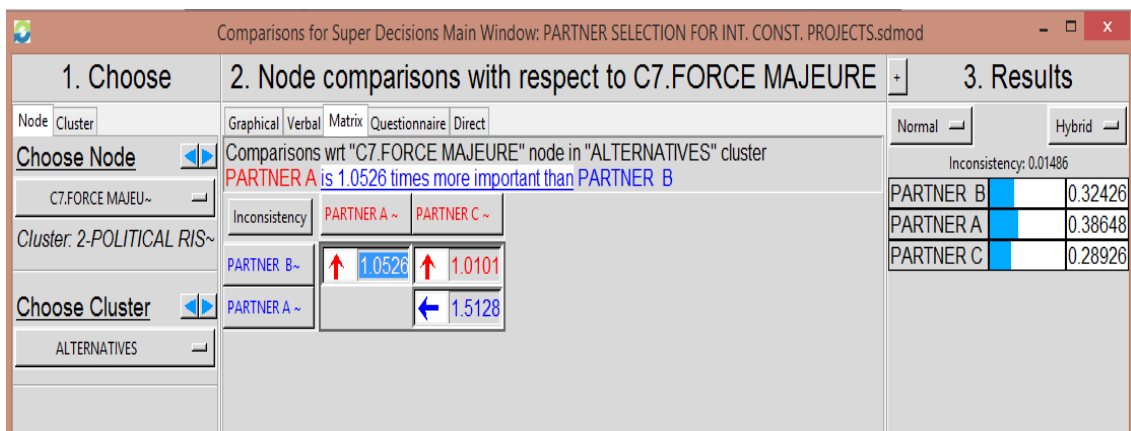 Comparisons for Super Decisions Main Window: PARTNER SELECTION FOR INT. CONST. PROJECTS.sdmod
1. Choose
2. Node comparisons with respect to C7.FORCE MAJEURE
+
3. Results
Node Cluster
Graphical Verbal Matrix Questionnaire Direct
Normal Hybrid
Choose Node
C7.FORCE MAJEU~
Cluster: 2-POLITICAL RIS~
Choose Cluster
ALTERNATIVES
Comparisons wrt "C7.FORCE MAJEURE" node in "ALTERNATIVES" cluster
PARTNER A is 1.0526 times more important than PARTNER B
Inconsistency PARTNER A ~ PARTNER C ~
PARTNER B~ 1.0526 1.0101
PARTNER A ~ 1.5128
Inconsistency: 0.01486
PARTNER B 0.32426
PARTNER A 0.38648
PARTNER C 0.28926